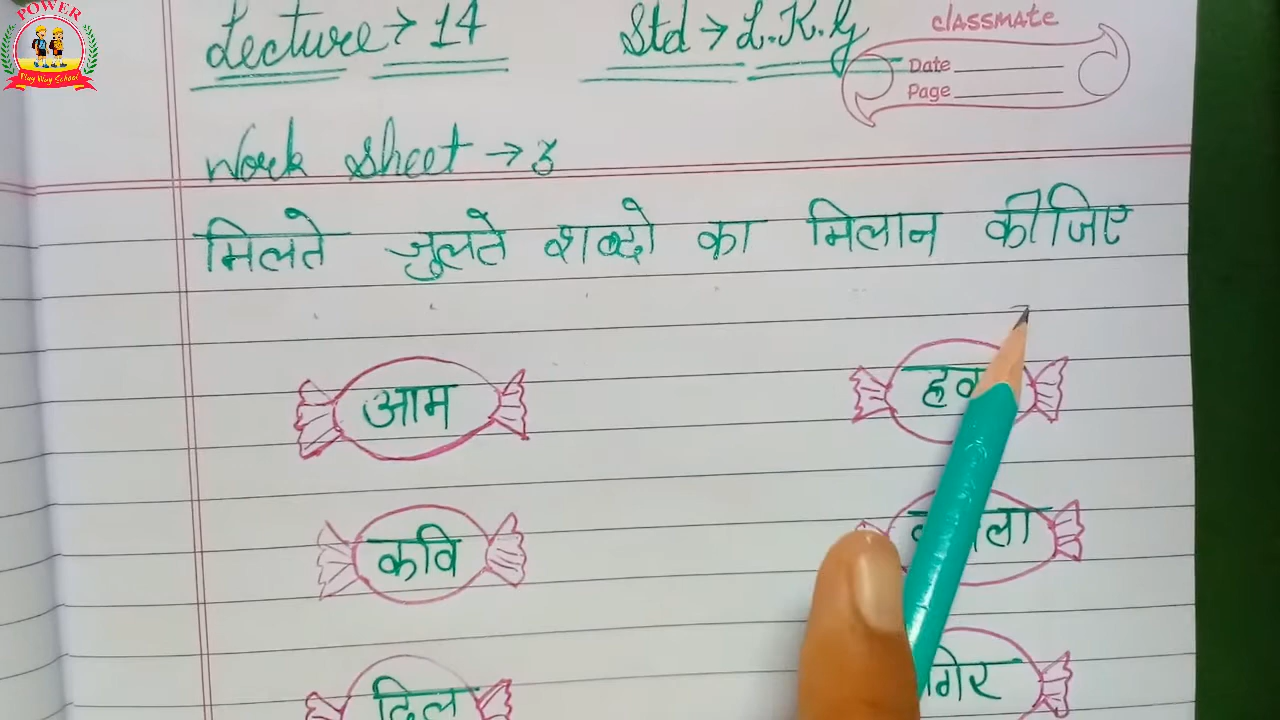 POWER
Play Way School
Lecture → 14 Std → L.K.G
classmate
Date
Page
Work sheet → 3
मिलते जुलते शब्दो का मिलान कीजिए
आम
कवि
दिल